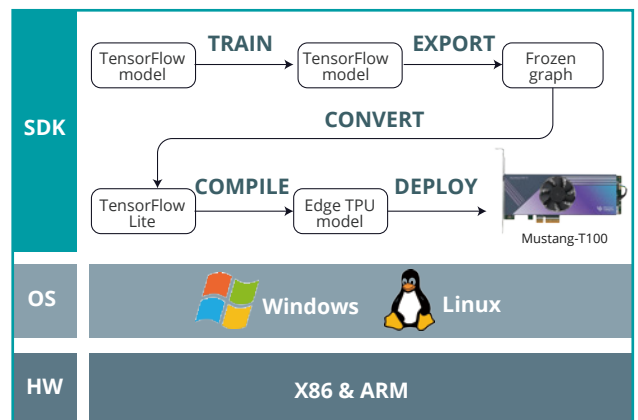 SDK
TRAIN
EXPORT
TensorFlow
model
TensorFlow
model
Frozen
graph
CONVERT
COMPILE
DEPLOY
TensorFlow
Lite
Edge TPU
model
Mustang-T100
OS
Windows
Linux
HW
X86 & ARM